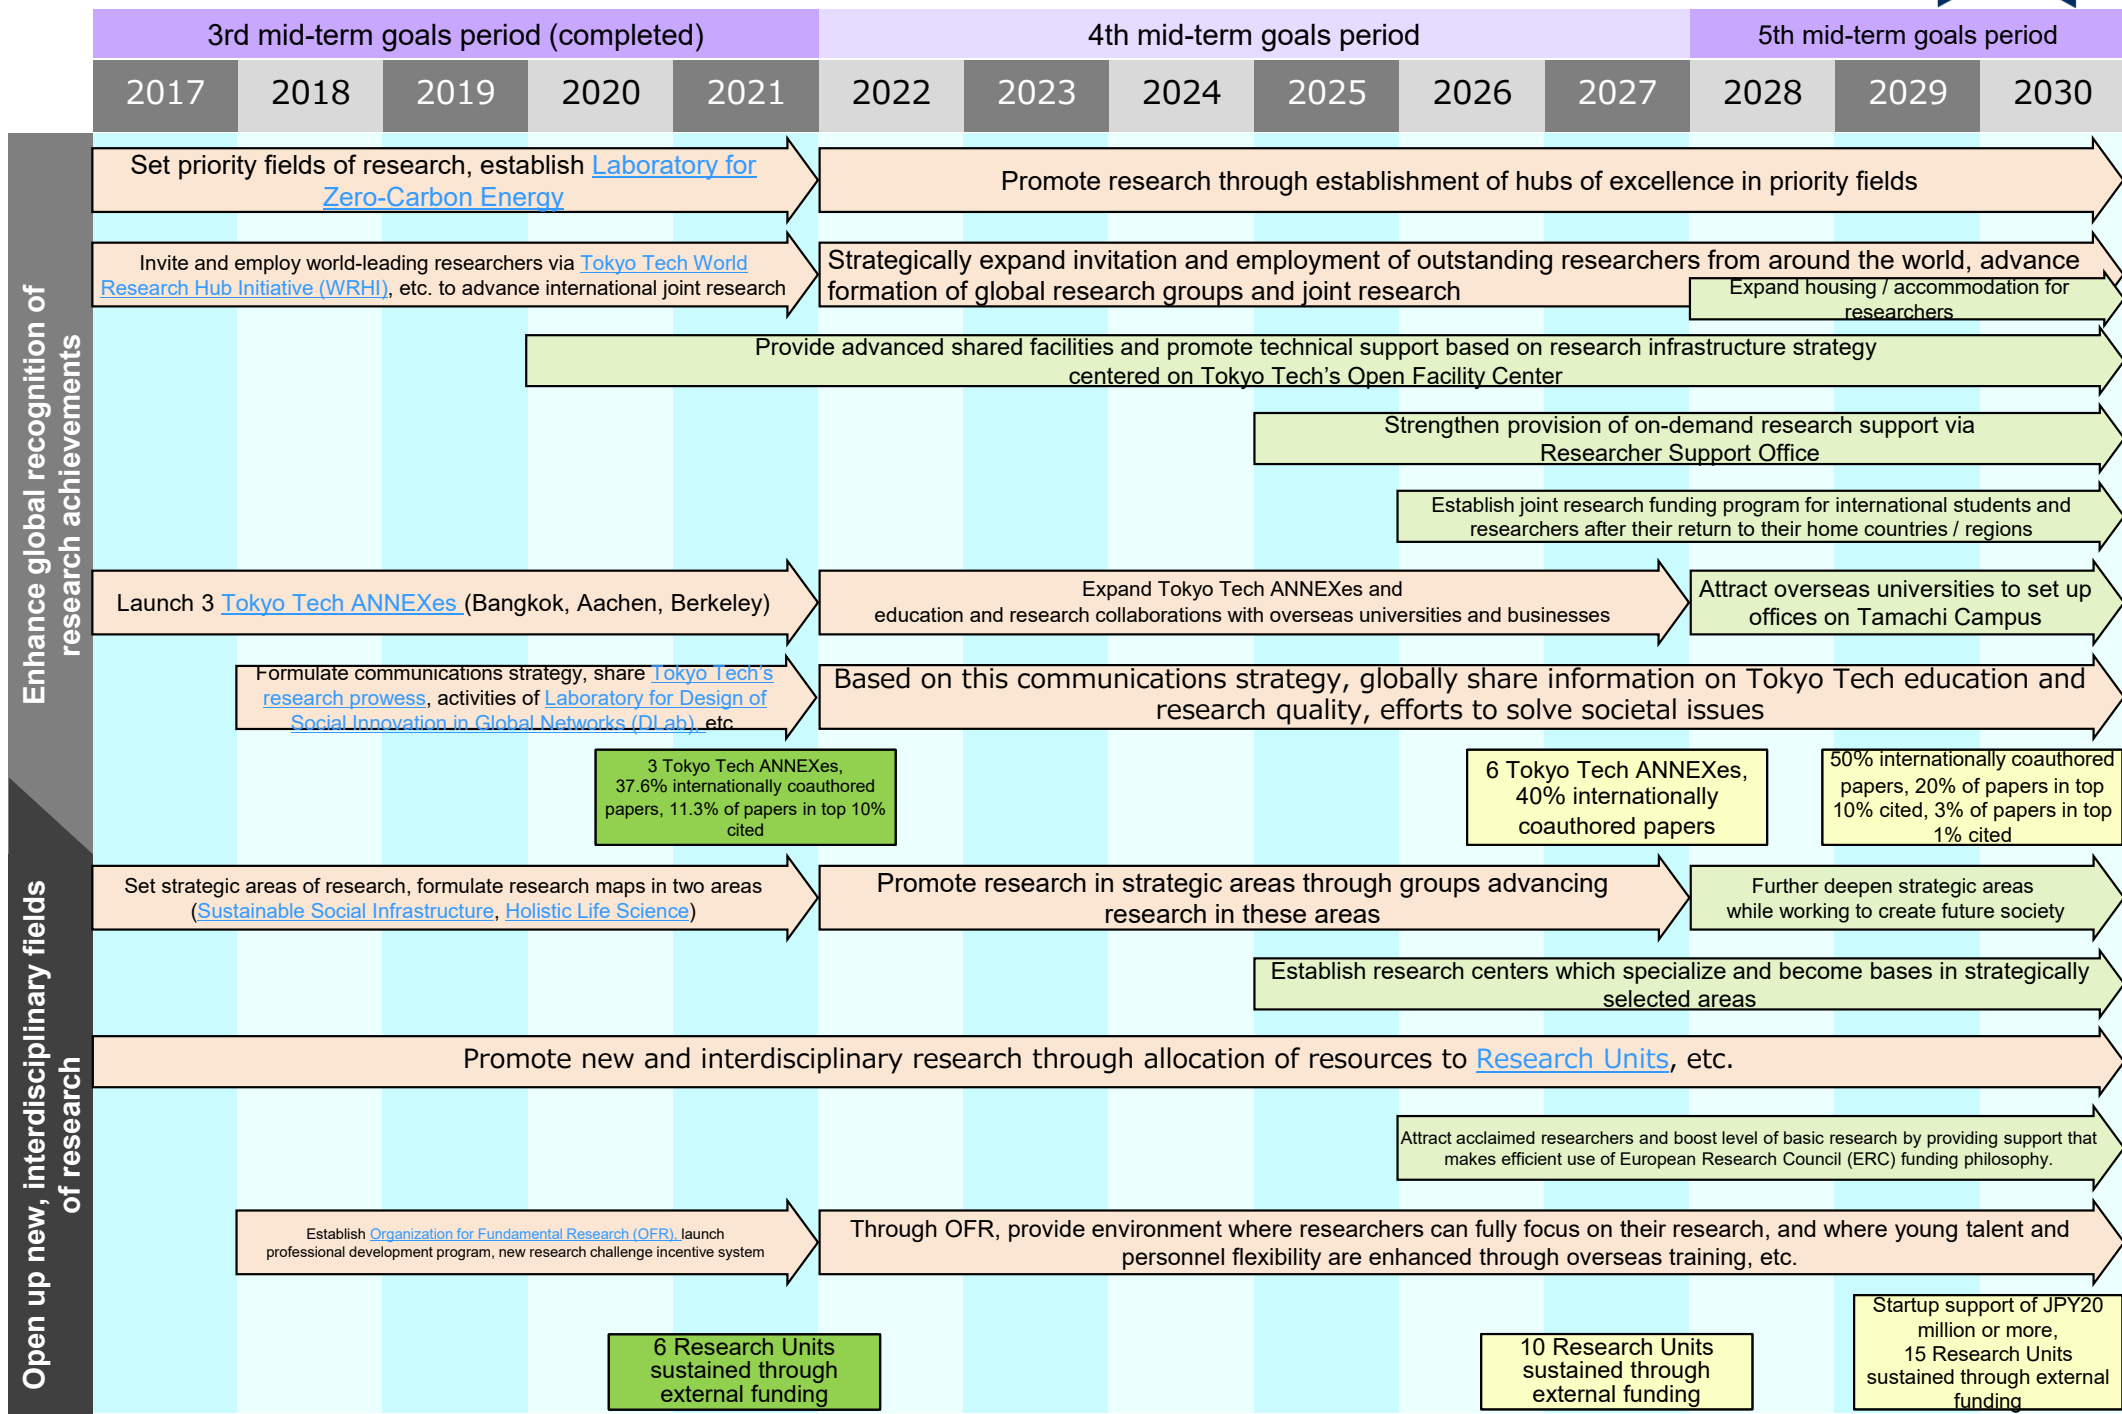 3rd mid-term goals period (completed)
4th mid-term goals period
5th mid-term goals period
2017
2018
2019
2020
2021
2022
2023
2024
2025
2026
2027
2028
2029
2030
Enhance global recognition of
research achievements
Set priority fields of research, establish Laboratory for
Zero-Carbon Energy
Promote research through establishment of hubs of excellence in priority fields
Invite and employ world-leading researchers via Tokyo Tech World
Research Hub Initiative (WRHI), etc. to advance international joint research
Strategically expand invitation and employment of outstanding researchers from around the world, advance
formation of global research groups and joint research
Expand housing / accommodation for
researchers
Provide advanced shared facilities and promote technical support based on research infrastructure strategy
centered on Tokyo Tech's Open Facility Center
Strengthen provision of on-demand research support via
Researcher Support Office
Establish joint research funding program for international students and
researchers after their return to their home countries / regions
Launch 3 Tokyo Tech ANNEXes (Bangkok, Aachen, Berkeley)
Expand Tokyo Tech ANNEXes and
education and research collaborations with overseas universities and businesses
Attract overseas universities to set up
offices on Tamachi Campus
Formulate communications strategy, share Tokyo Tech's
research prowess, activities of Laboratory for Design of
Social Innovation in Global Networks (DLab), etc
Based on this communications strategy, globally share information on Tokyo Tech education and
research quality, efforts to solve societal issues
3 Tokyo Tech ANNEXes,
37.6% internationally coauthored
papers, 11.3% of papers in top 10%
cited
6 Tokyo Tech ANNEXes,
40% internationally
coauthored papers
50% internationally coauthored
papers, 20% of papers in top
10% cited, 3% of papers in top
1% cited
Open up new, interdisciplinary fields
of research
Set strategic areas of research, formulate research maps in two areas
(Sustainable Social Infrastructure, Holistic Life Science)
Promote research in strategic areas through groups advancing
research in these areas
Further deepen strategic areas
while working to create future society
Establish research centers which specialize and become bases in strategically
selected areas
Promote new and interdisciplinary research through allocation of resources to Research Units, etc.
Attract acclaimed researchers and boost level of basic research by providing support that
makes efficient use of European Research Council (ERC) funding philosophy.
Establish Organization for Fundamental Research (OFR), launch
professional development program, new research challenge incentive system
Through OFR, provide environment where researchers can fully focus on their research, and where young talent and
personnel flexibility are enhanced through overseas training, etc.
6 Research Units
sustained through
external funding
10 Research Units
sustained through
external funding
Startup support of JPY20
million or more,
15 Research Units
sustained through external
funding